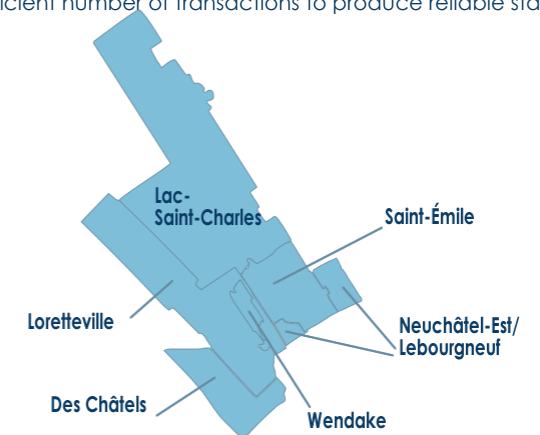 ficient number of transactions to produce reliable sta
Lac-
Saint-Charles
Saint-Émile
Loretteville
Neuchâtel-Est/
Lebourgneuf
Des Châtels
Wendake